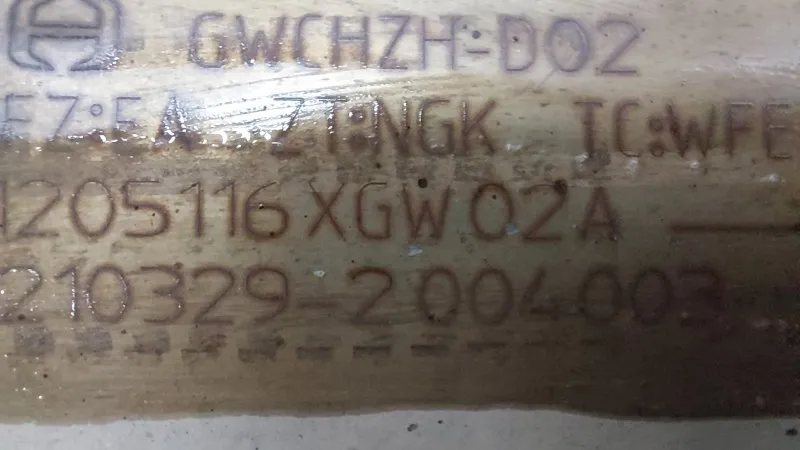 GWCHZH-D02
EZ:EA ZT:NGK TC:WFE
1205116XGW02A
210329-2004003